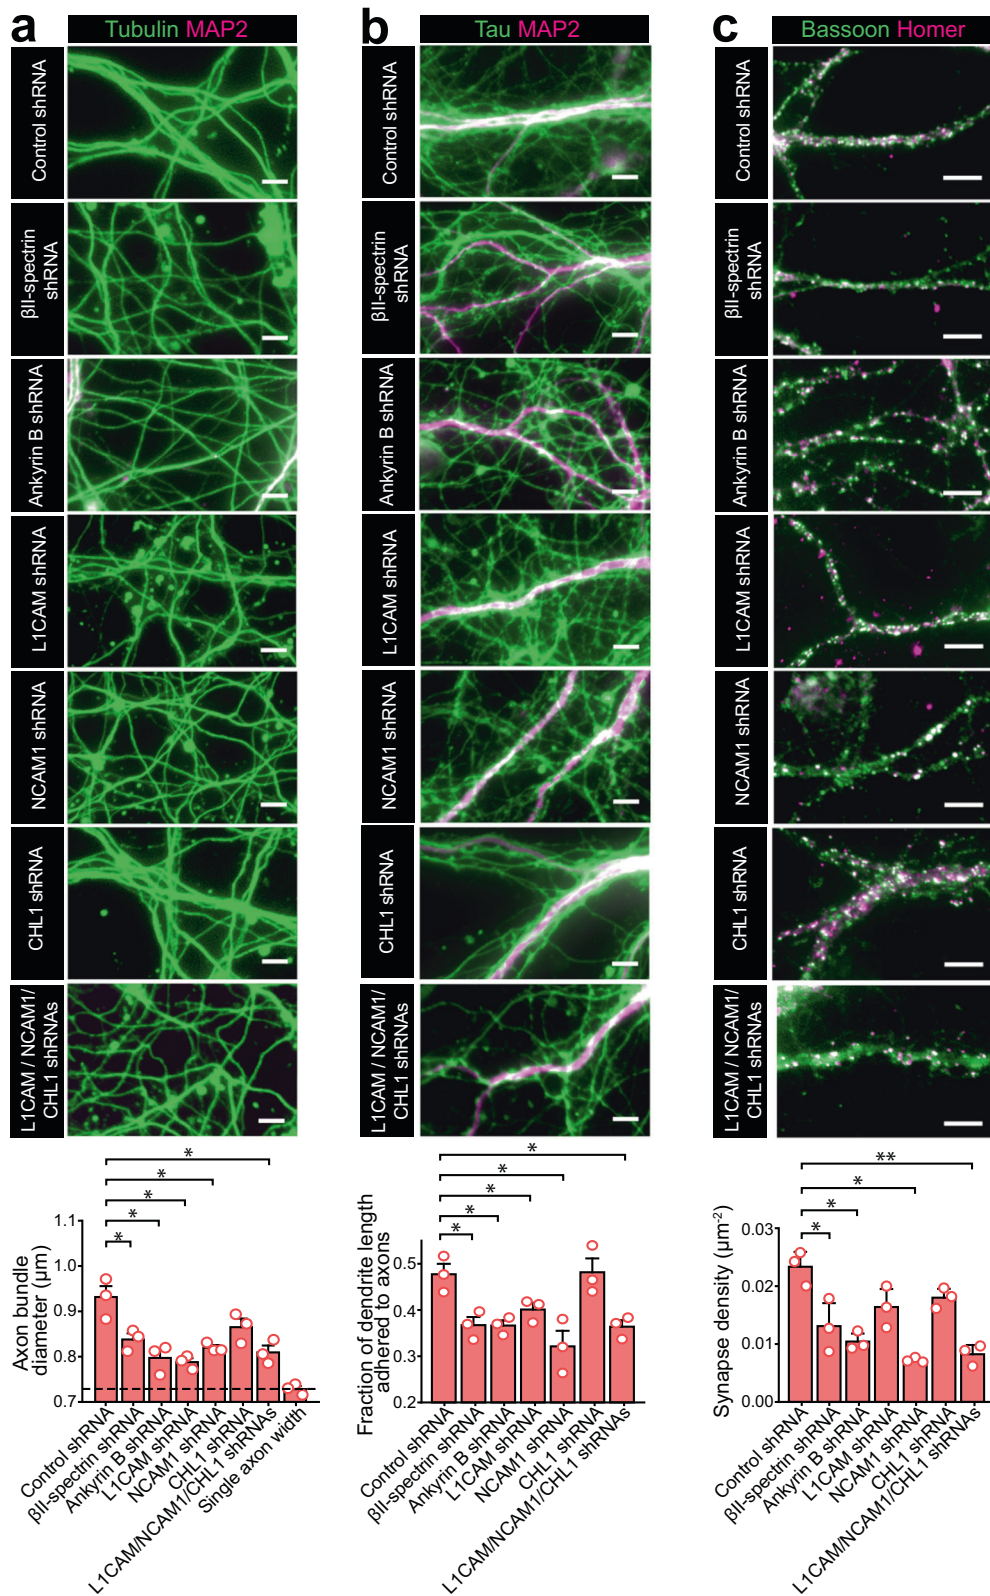 a
Tubulin MAP2
Control shRNA
βII-spectrin
shRNA
Ankyrin B shRNA
L1CAM shRNA
NCAM1 shRNA
CHL1 shRNA
L1CAM / NCAM1/
CHL1 shRNAs
*
*
*
*
*
Axon bundle
diameter (μm)
1.1
1.0
0.9
0.8
0.7
Control shRNA
βII-spectrin shRNA
Ankyrin B shRNA
L1CAM shRNA
NCAM1 shRNA
CHL1 shRNA
L1CAM/NCAM1/CHL1 shRNAs
Single axon width
b
Tau MAP2
Control shRNA
βII-spectrin
shRNA
Ankyrin B shRNA
L1CAM shRNA
NCAM1 shRNA
CHL1 shRNA
L1CAM / NCAM1/
CHL1 shRNAs
*
*
*
*
*
Fraction of dendrite length
adhered to axons
0.5
0.4
0.3
0.2
Control shRNA
βII-spectrin shRNA
Ankyrin B shRNA
L1CAM shRNA
NCAM1 shRNA
CHL1 shRNA
L1CAM/NCAM1/CHL1 shRNAs
c
Bassoon Homer
Control shRNA
βII-spectrin
shRNA
Ankyrin B shRNA
L1CAM shRNA
NCAM1 shRNA
CHL1 shRNA
L1CAM / NCAM1/
CHL1 shRNAs
**
*
*
*
Synapse density (μm⁻²)
0.03
0.02
0.01
0.00
Control shRNA
βII-spectrin shRNA
Ankyrin B shRNA
L1CAM shRNA
NCAM1 shRNA
CHL1 shRNA
L1CAM/NCAM1/CHL1 shRNAs